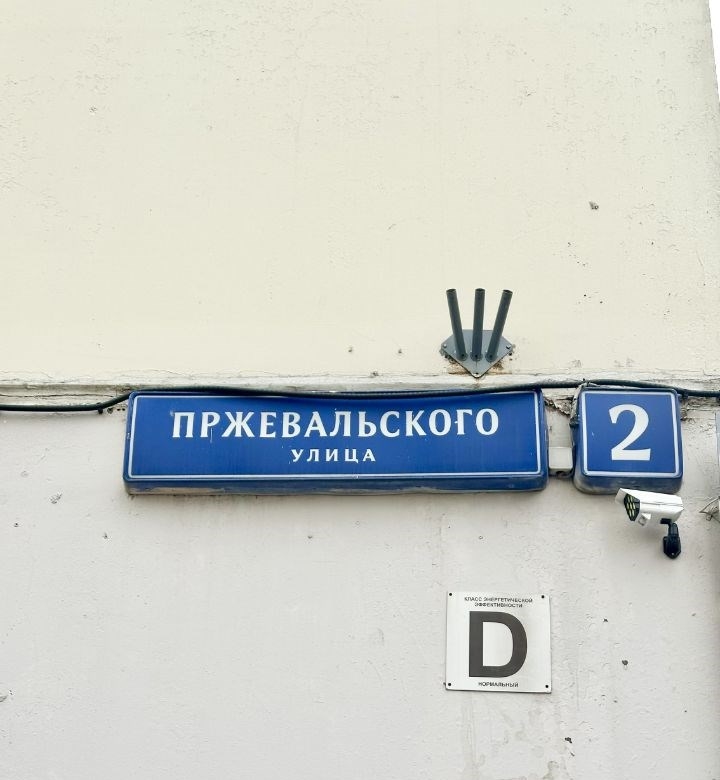 ПРЖЕВАЛЬСКОГО
УЛИЦА
2
КЛАСС ЭНЕРГЕТИЧЕСКОЙ
ЭФФЕКТИВНОСТИ
D
НОРМАЛЬНЫЙ